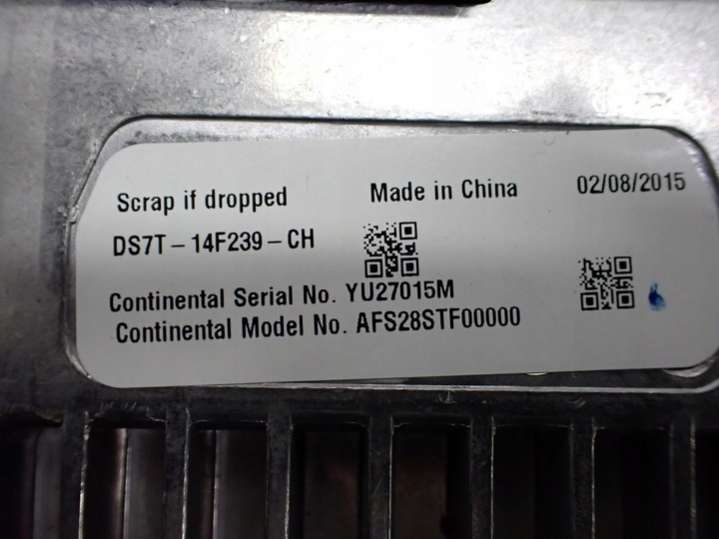 Scrap if dropped Made in China 02/08/2015
DS7T-14F239-CH
Continental Serial No. YU27015M
Continental Model No. AFS28STF00000